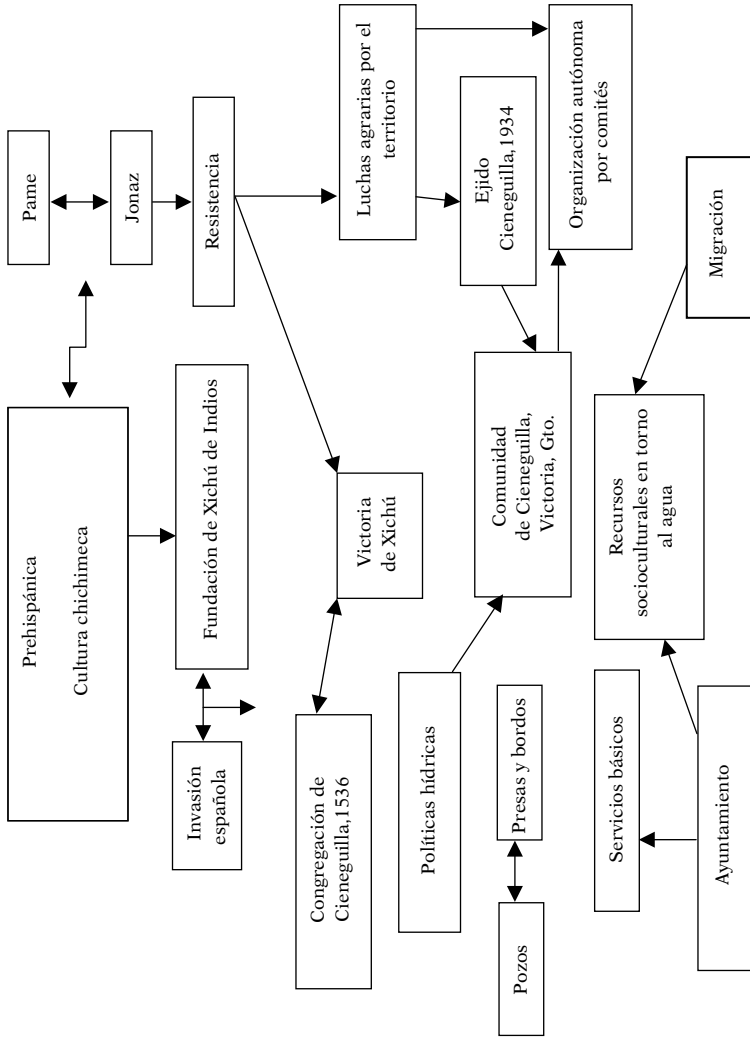 Prehispánica
Cultura chichimeca
Pame
Jonaz
Invasión
española
Fundación de Xichú de Indios
Resistencia
Congregación de
Cieneguilla,1536
Victoria
de Xichú
Luchas agrarias por el
territorio
Políticas hídricas
Comunidad
de Cieneguilla,
Victoria, Gto.
Ejido
Cieneguilla,1934
Pozos
Presas y bordos
Organización autónoma
por comités
Servicios básicos
Recursos
socioculturales en torno
al agua
Ayuntamiento
Migración